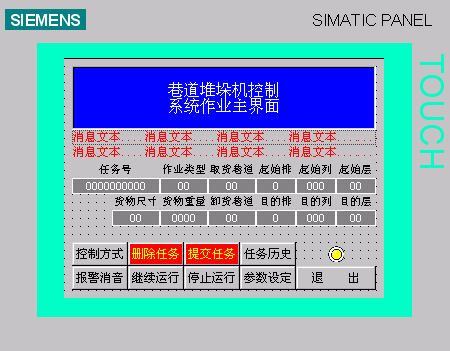 SIEMENS
SIMATIC PANEL
TOUCH
巷道堆垛机控制
系统作业主界面
消息文本....消息文本....消息文本....消息文本....
消息文本....消息文本....消息文本....消息文本....
任务号 作业类型 取货巷道 起始排 起始列 起始层
0000000000 00 00 0 000 00
货物尺寸 货物重量 卸货巷道 目的排 目的列 目的层
00 0000 00 0 000 00
控制方式 删除任务 提交任务 任务历史
报警消音 继续运行 停止运行 参数设定 退 出